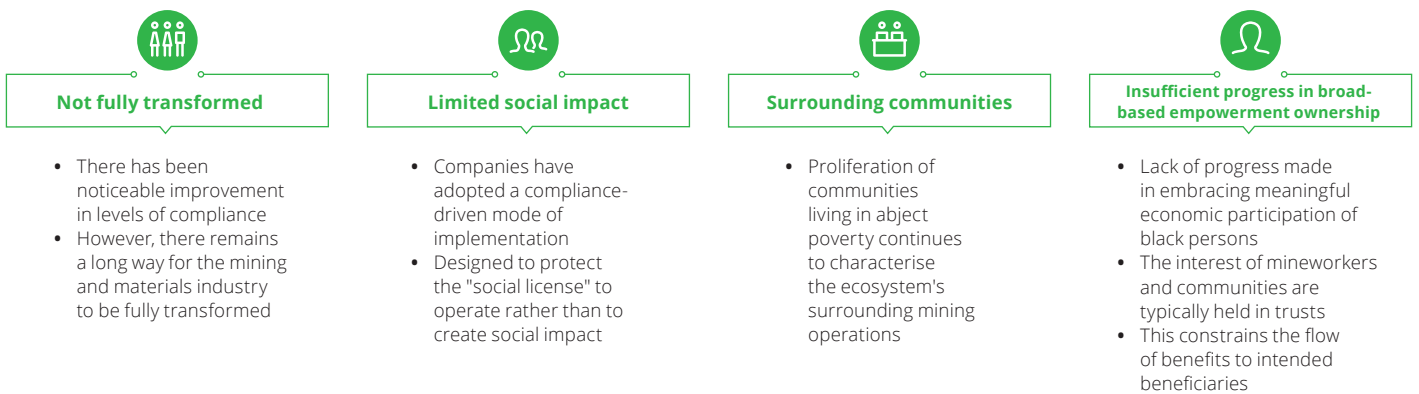 Not fully transformed
• There has been
noticeable improvement
in levels of compliance
• However, there remains
a long way for the mining
and materials industry
to be fully transformed
Limited social impact
• Companies have
adopted a compliance-
driven mode of
implementation
• Designed to protect
the "social license" to
operate rather than to
create social impact
Surrounding communities
• Proliferation of
communities
living in abject
poverty continues
to characterise
the ecosystem's
surrounding mining
operations
Insufficient progress in broad-
based empowerment ownership
• Lack of progress made
in embracing meaningful
economic participation of
black persons
• The interest of mineworkers
and communities are
typically held in trusts
• This constrains the flow
of benefits to intended
beneficiaries